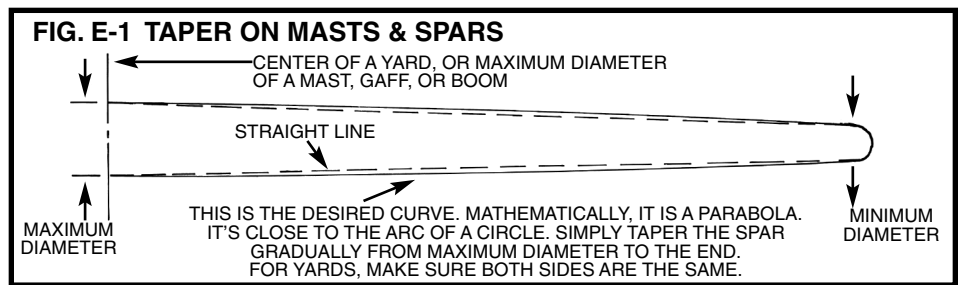 FIG. E-1 TAPER ON MASTS & SPARS
CENTER OF A YARD, OR MAXIMUM DIAMETER
OF A MAST, GAFF, OR BOOM
STRAIGHT LINE
MAXIMUM
DIAMETER
THIS IS THE DESIRED CURVE. MATHEMATICALLY, IT IS A PARABOLA.
IT'S CLOSE TO THE ARC OF A CIRCLE. SIMPLY TAPER THE SPAR
GRADUALLY FROM MAXIMUM DIAMETER TO THE END.
FOR YARDS, MAKE SURE BOTH SIDES ARE THE SAME.
MINIMUM
DIAMETER